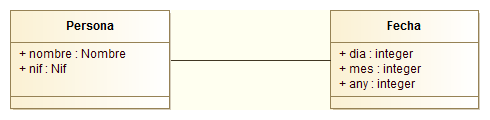 Persona
+ nombre : Nombre
+ nif : Nif
Fecha
+ dia : integer
+ mes : integer
+ any : integer